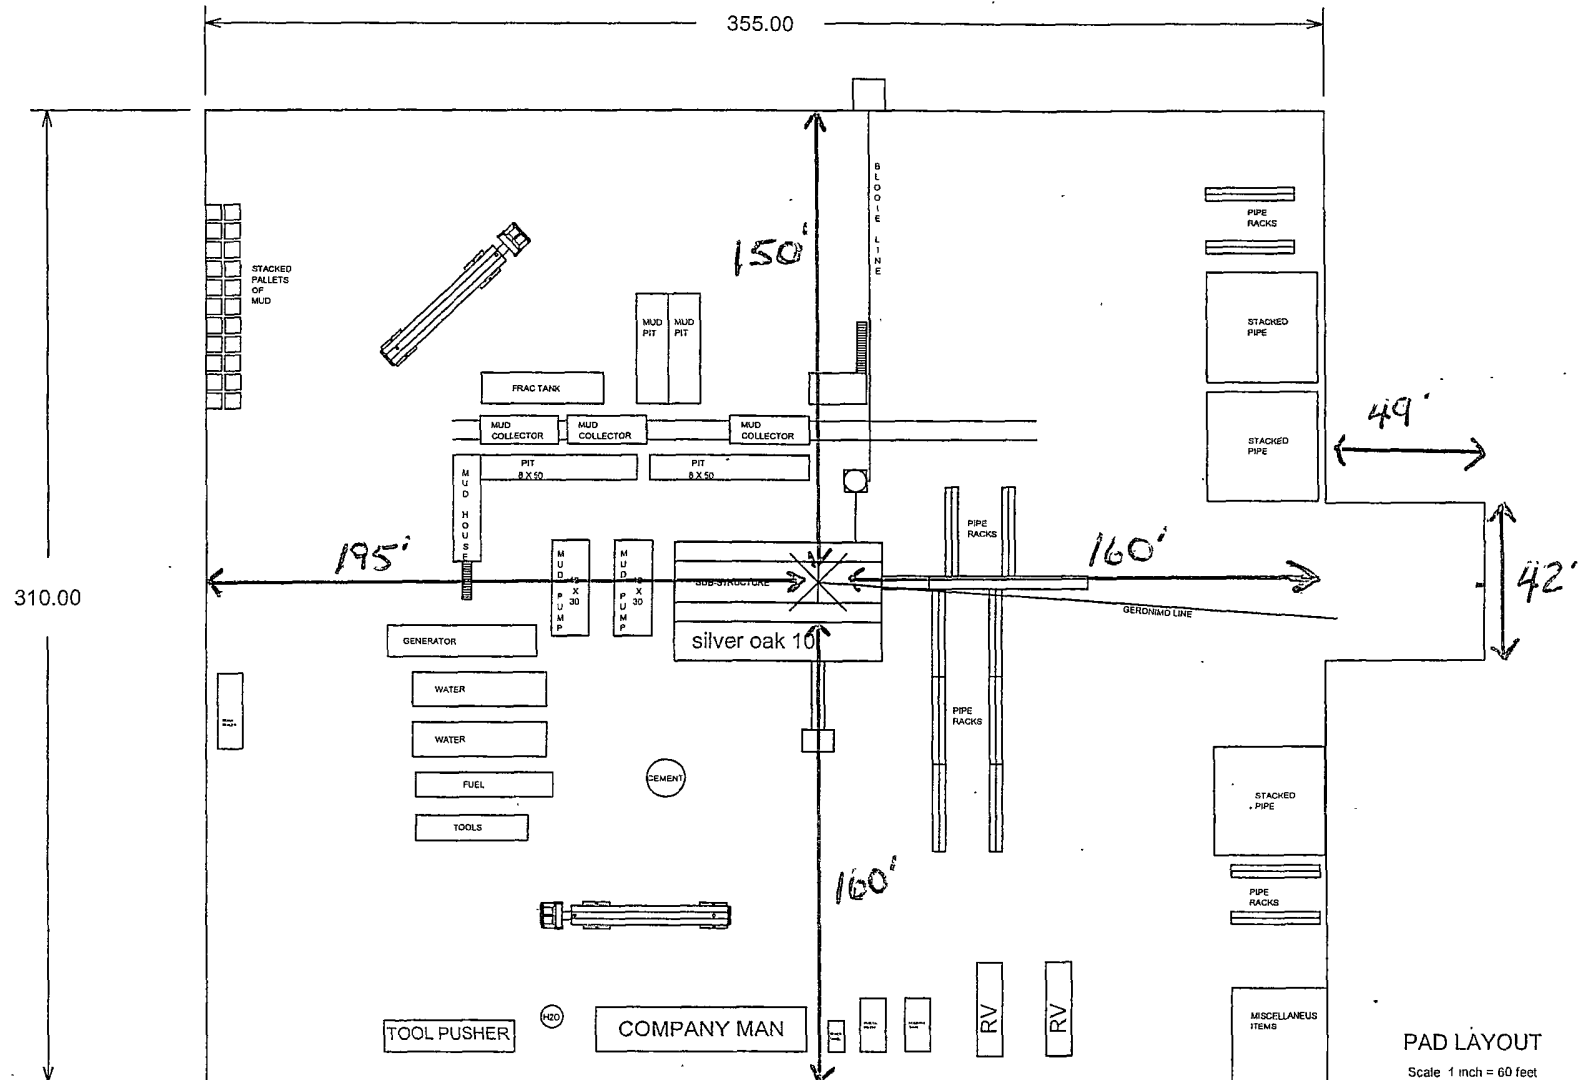 355.00
BLOOIE LINE
150'
PIPE
RACKS
STACKED
PALLETS
OF
MUD
MUD
PIT
MUD
PIT
STACKED
PIPE
FRAC TANK
49'
MUD
COLLECTOR
MUD
COLLECTOR
MUD
COLLECTOR
STACKED
PIPE
PIT
8 X 50
PIT
8 X 50
MUD HOUSE
PIPE
RACKS
195'
160'
MUD PUMP
12
X
30
MUD PUMP
X
30
SUB-STRUCTURE
42'
310.00
GERONIMO LINE
GENERATOR
silver oak 10
WATER
PIPE
RACKS
WATER
FUEL
CEMENT
STACKED
PIPE
TOOLS
160'
PIPE
RACKS
TOOL PUSHER
H2O
COMPANY MAN
RV
RV
MISCELLANEUS
ITEMS
PAD LAYOUT
Scale 1 inch = 60 feet